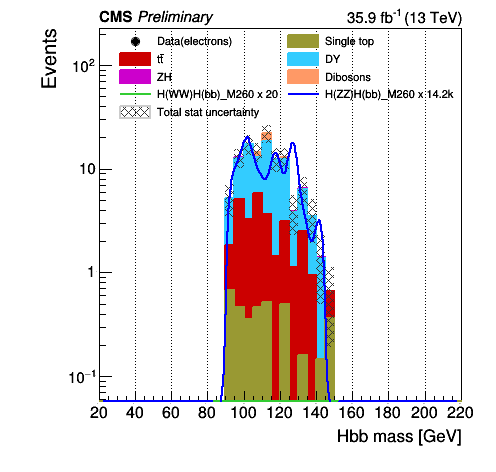 CMS Preliminary 35.9 fb⁻¹ (13 TeV)
Events
Data(electrons) Single top
tt̅ DY
ZH Dibosons
H(WW)H(bb)_M260 x 20 H(ZZ)H(bb)_M260 x 14.2k
Total stat uncertainty
10²
10
1
10⁻¹
20 40 60 80 100 120 140 160 180 200 220
Hbb mass [GeV]